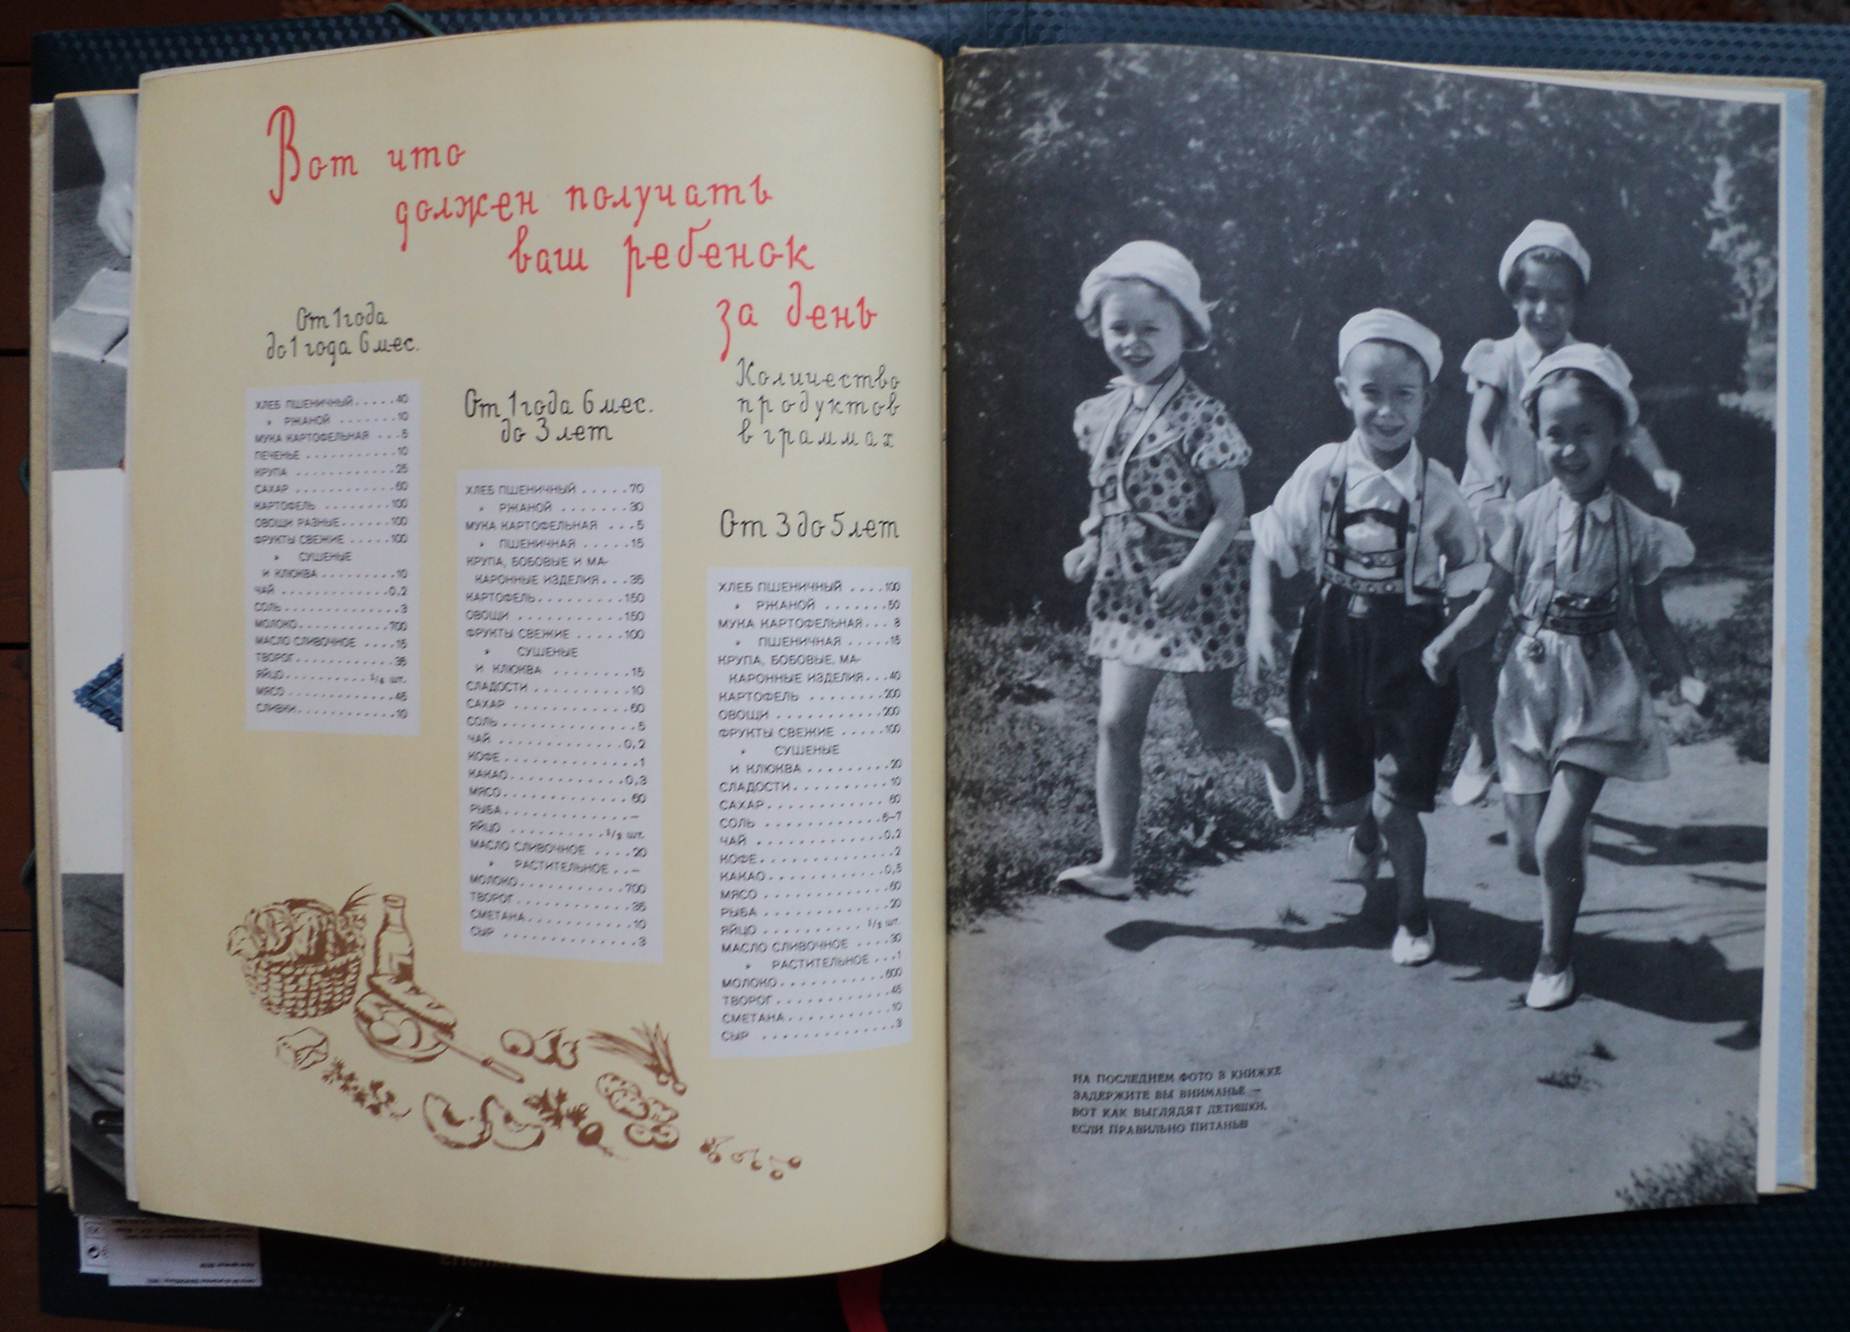 Вот что
должен получать
ваш ребенок
за день
От 1 года
до 1 года 6 мес.
ХЛЕБ ПШЕНИЧНЫЙ.....40
» РЖАНОЙ .......10
МУКА КАРТОФЕЛЬНАЯ ...5
ПЕЧЕНЬЕ ..........10
КРУПА ...........25
САХАР ...........60
КАРТОФЕЛЬ ........100
ОВОЩИ РАЗНЫЕ......100
ФРУКТЫ СВЕЖИЕ .....100
» СУШЕНЫЕ
И КЛЮКВА.........10
ЧАЙ ............0,2
СОЛЬ.............3
МОЛОКО..........700
МАСЛО СЛИВОЧНОЕ ....15
ТВОРОГ...........35
ЯЙЦО......... шт.
МЯСО ...........45
СЛИВКИ...........10
От 1 года 6 мес.
до 3 лет
ХЛЕБ ПШЕНИЧНЫЙ .....70
» РЖАНОЙ .......30
МУКА КАРТОФЕЛЬНАЯ ...5
» ПШЕНИЧНАЯ .....15
КРУПА, БОБОВЫЕ И МА-
КАРОННЫЕ ИЗДЕЛИЯ...35
КАРТОФЕЛЬ.........150
ОВОЩИ ...........150
ФРУКТЫ СВЕЖИЕ .....100
» СУШЕНЫЕ
И КЛЮКВА ........15
СЛАДОСТИ .........10
САХАР ...........60
СОЛЬ.............5
ЧАЙ ............0,2
КОФЕ.............1
КАКАО...........0,3
МЯСО............60
РЫБА.............—
ЯЙЦО .........1/2 шт.
МАСЛО СЛИВОЧНОЕ ....20
» РАСТИТЕЛЬНОЕ ..—
МОЛОКО..........700
ТВОРОГ...........35
СМЕТАНА..........10
СЫР .............3
Количество
продуктов
в граммах
От 3 до 5 лет
ХЛЕБ ПШЕНИЧНЫЙ ....100
» РЖАНОЙ .......50
МУКА КАРТОФЕЛЬНАЯ...8
» ПШЕНИЧНАЯ .....15
КРУПА, БОБОВЫЕ, МА-
КАРОННЫЕ ИЗДЕЛИЯ...40
КАРТОФЕЛЬ ........200
ОВОЩИ ...........200
ФРУКТЫ СВЕЖИЕ .....100
» СУШЕНЫЕ
И КЛЮКВА .........20
СЛАДОСТИ..........10
САХАР............60
СОЛЬ ...........6–7
ЧАЙ ............0,2
КОФЕ.............2
КАКАО...........0,5
МЯСО ............60
РЫБА ............20
ЯЙЦО .........1/2 шт.
МАСЛО СЛИВОЧНОЕ ....30
» РАСТИТЕЛЬНОЕ ...1
МОЛОКО..........600
ТВОРОГ...........45
СМЕТАНА..........10
СЫР .............3
НА ПОСЛЕДНЕМ ФОТО В КНИЖКЕ
ЗАДЕРЖИТЕ ВЫ ВНИМАНЬЕ —
ВОТ КАК ВЫГЛЯДЯТ ДЕТИШКИ,
ЕСЛИ ПРАВИЛЬНО ПИТАНЬЕ!